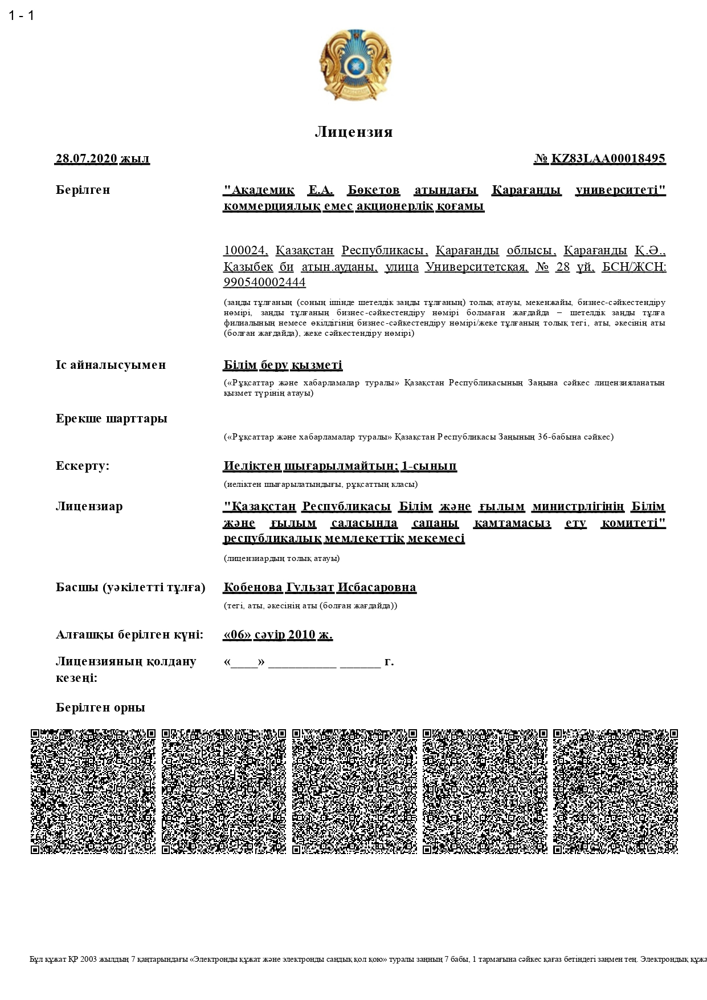 1 - 1
Лицензия
28.07.2020 жыл № KZ83LAA00018495
Берілген "Академик Е.А. Бөкетов атындағы Қарағанды университеті"
коммерциялық емес акционерлік қоғамы
100024, Қазақстан Республикасы, Қарағанды облысы, Қарағанды Қ.Ә.,
Қазыбек би атын.ауданы, улица Университетская, № 28 үй, БСН/ЖСН:
990540002444
(заңды тұлғаның (соның ішінде шетелдік заңды тұлғаның) толық атауы, мекенжайы, бизнес-сәйкестендіру
нөмірі, заңды тұлғаның бизнес-сәйкестендіру нөмірі болмаған жағдайда – шетелдік заңды тұлға
филиалының немесе өкілдігінің бизнес-сәйкестендіру нөмірі/жеке тұлғаның толық тегі, аты, әкесінің аты
(болған жағдайда), жеке сәйкестендіру нөмірі)
Іс айналысуымен Білім беру қызметі
(«Рұқсаттар және хабарламалар туралы» Қазақстан Республикасының Заңына сәйкес лицензияланатын
қызмет түрінің атауы)
Ерекше шарттары
(«Рұқсаттар және хабарламалар туралы» Қазақстан Республикасы Заңының 36-бабына сәйкес)
Ескерту: Иеліктен шығарылмайтын; 1-сынып
(иеліктен шығарылатындығы, рұқсаттың класы)
Лицензиар "Қазақстан Республикасы Білім және ғылым министрлігінің Білім
және ғылым саласында сапаны қамтамасыз ету комитеті"
республикалық мемлекеттік мекемесі
(лицензиардың толық атауы)
Басшы (уәкілетті тұлға) Кобенова Гульзат Исбасаровна
(тегі, аты, әкесінің аты (болған жағдайда))
Алғашқы берілген күні: «06» сәуір 2010 ж.
Лицензияның қолдану «____» __________ ______ г.
кезеңі:
Берілген орны
Бұл құжат ҚР 2003 жылдың 7 қаңтарындағы «Электронды құжат және электронды сандық қол қою» туралы заңның 7 бабы, 1 тармағына сәйкес қағаз бетіндегі заңмен тең. Электрондық құжа